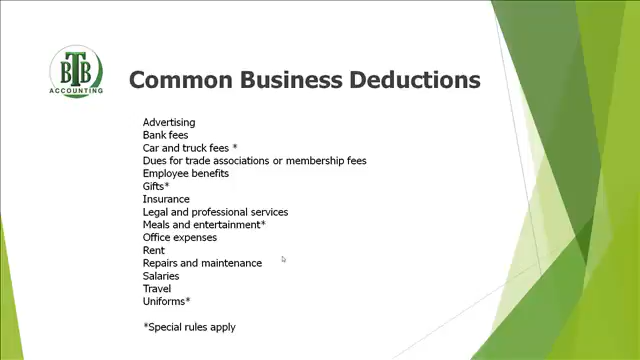 BTB
ACCOUNTING
Common Business Deductions
Advertising
Bank fees
Car and truck fees *
Dues for trade associations or membership fees
Employee benefits
Gifts*
Insurance
Legal and professional services
Meals and entertainment*
Office expenses
Rent
Repairs and maintenance
Salaries
Travel
Uniforms*
*Special rules apply